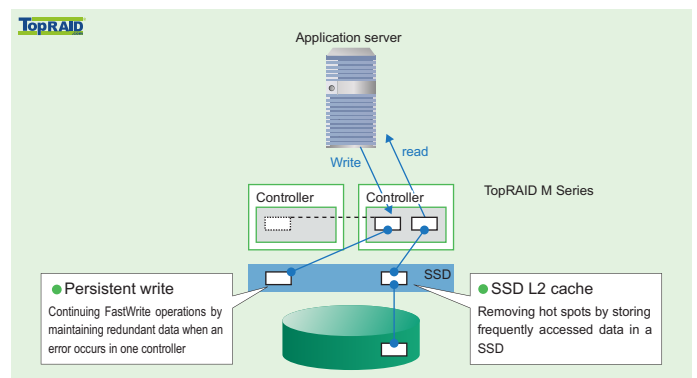 TopRAID
.com
Application server
Write
read
Controller
Controller
TopRAID M Series
SSD
Persistent write
Continuing FastWrite operations by
maintaining redundant data when an
error occurs in one controller
SSD L2 cache
Removing hot spots by storing
frequently accessed data in a
SSD